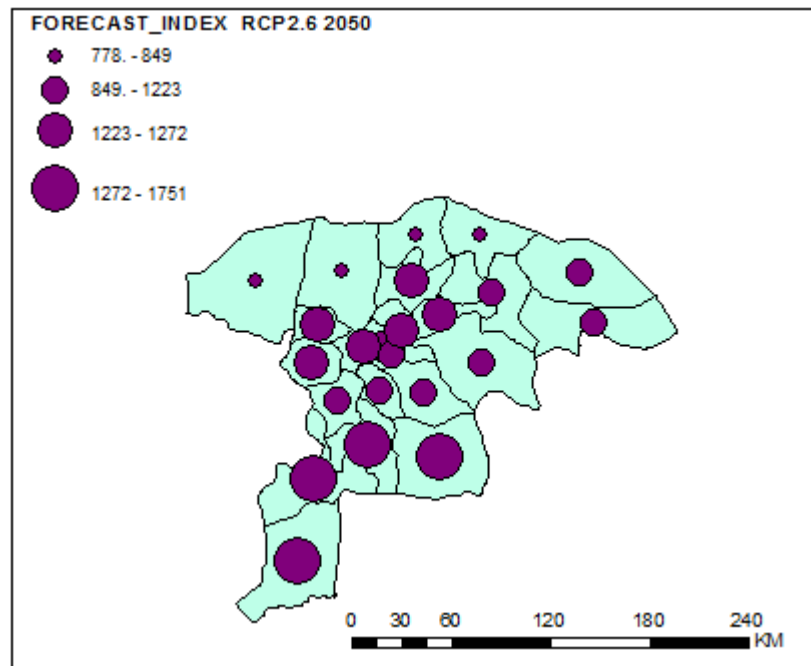 FORECAST_INDEX RCP2.6 2050
778. - 849
849. - 1223
1223 - 1272
1272 - 1751
0 30 60 120 180 240
KM